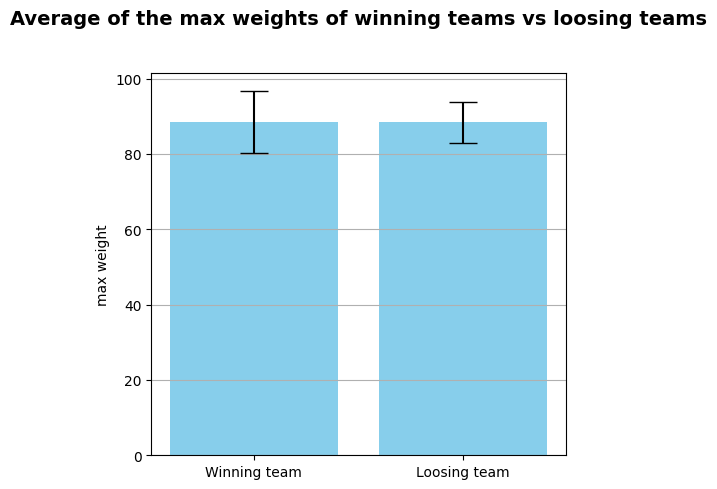 Average of the max weights of winning teams vs loosing teams
100
80
60
40
20
0
max weight
Winning team
Loosing team